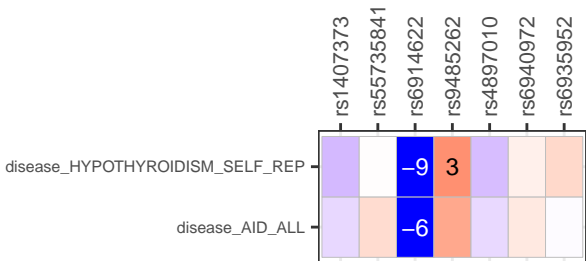 rs1407373
rs55735841
rs6914622
rs9485262
rs4897010
rs6940972
rs6935952
disease_HYPOTHYROIDISM_SELF_REP −9 3
disease_AID_ALL −6